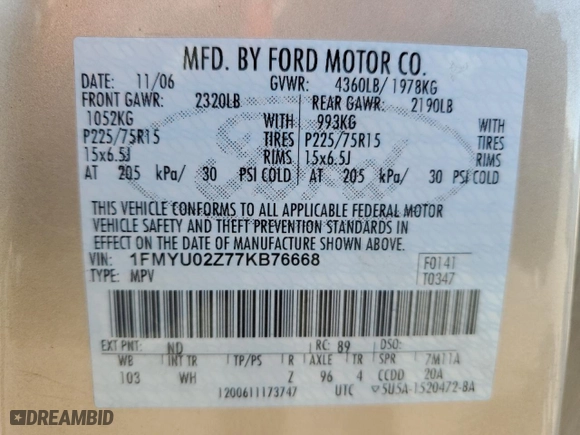 MFD. BY FORD MOTOR CO.
DATE: 11/06 GVWR: 4360LB/ 1978KG
FRONT GAWR: 2320LB REAR GAWR: 2190LB
1052KG WITH 993KG WITH
P225/75R15 TIRES P225/75R15 TIRES
15x6.5J RIMS 15x6.5J RIMS
AT 205 kPa/ 30 PSI COLD AT 205 kPa/ 30 PSI COLD
THIS VEHICLE CONFORMS TO ALL APPLICABLE FEDERAL MOTOR
VEHICLE SAFETY AND THEFT PREVENTION STANDARDS IN
EFFECT ON THE DATE OF MANUFACTURE SHOWN ABOVE.
VIN: 1FMYU02Z77KB76668 F0141
TYPE: MPV T0347
EXT PNT: ND RC: 89 DSO:
WB INT TR TP/PS R AXLE TR SPR 7M11A
103 WH Z 96 4 CCDD 20A
1200611173747 UTC 5U5A-1520472-BA
Ford
DREAMBID